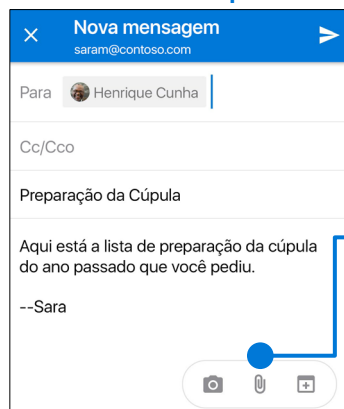 Nova mensagem
saram@contoso.com
Para Henrique Cunha
Cc/Cco
Preparação da Cúpula
Aqui está a lista de preparação da cúpula
do ano passado que você pediu.
--Sara